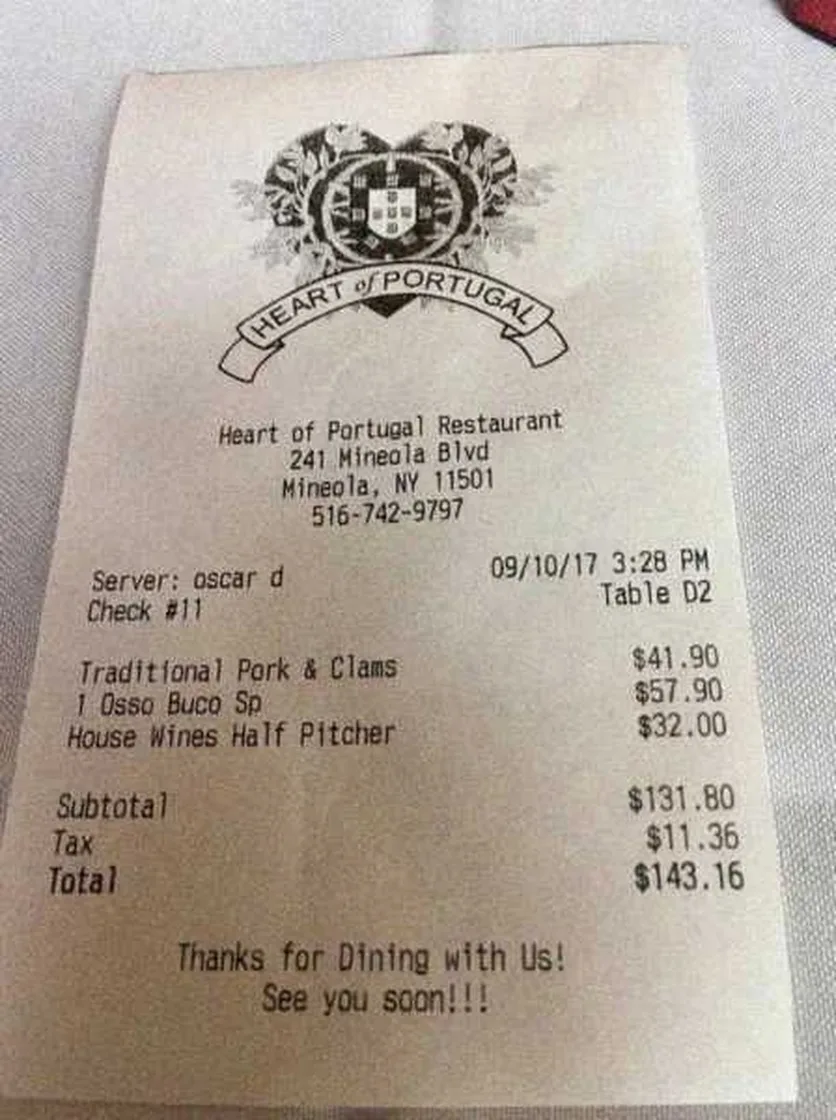 HEART of PORTUGAL
Heart of Portugal Restaurant
241 Mineola Blvd
Mineola, NY 11501
516-742-9797
Server: oscar d 09/10/17 3:28 PM
Check #11 Table D2
Traditional Pork & Clams $41.90
1 Osso Buco Sp $57.90
House Wines Half Pitcher $32.00
Subtotal $131.80
Tax $11.36
Total $143.16
Thanks for Dining with Us!
See you soon!!!